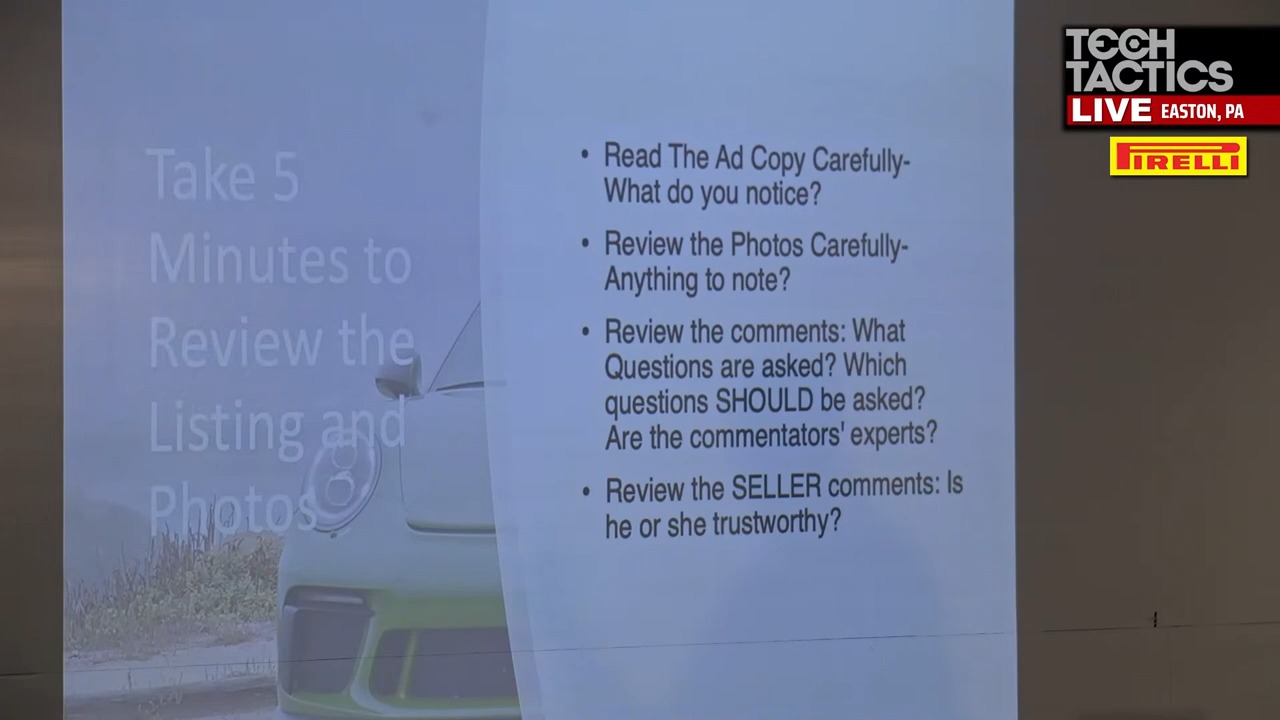 Take 5
Minutes to
Review the
Listing and
Photos
• Read The Ad Copy Carefully-
What do you notice?
• Review the Photos Carefully-
Anything to note?
• Review the comments: What
Questions are asked? Which
questions SHOULD be asked?
Are the commentators' experts?
• Review the SELLER comments: Is
he or she trustworthy?
TECH
TACTICS
LIVE EASTON, PA
PIRELLI